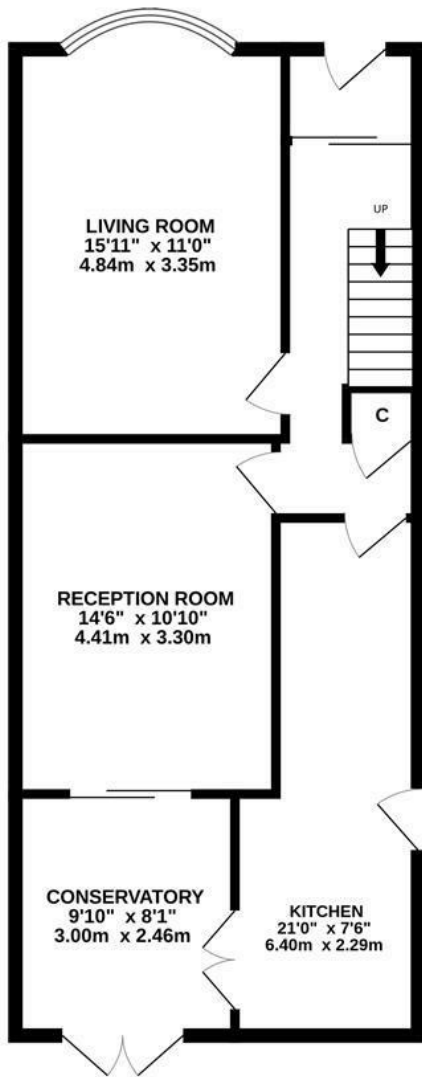 LIVING ROOM
15'11" x 11'0"
4.84m x 3.35m
UP
C
RECEPTION ROOM
14'6" x 10'10"
4.41m x 3.30m
CONSERVATORY
9'10" x 8'1"
3.00m x 2.46m
KITCHEN
21'0" x 7'6"
6.40m x 2.29m